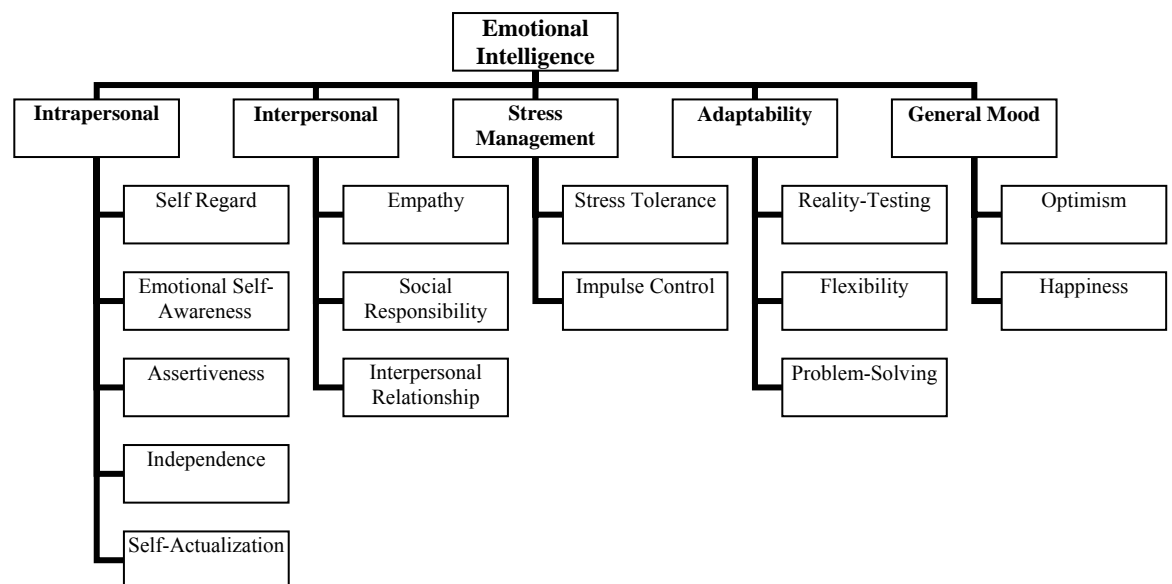 Emotional
Intelligence
Intrapersonal
Interpersonal
Stress
Management
Adaptability
General Mood
Self Regard
Emotional Self-
Awareness
Assertiveness
Independence
Self-Actualization
Empathy
Social
Responsibility
Interpersonal
Relationship
Stress Tolerance
Impulse Control
Reality-Testing
Flexibility
Problem-Solving
Optimism
Happiness